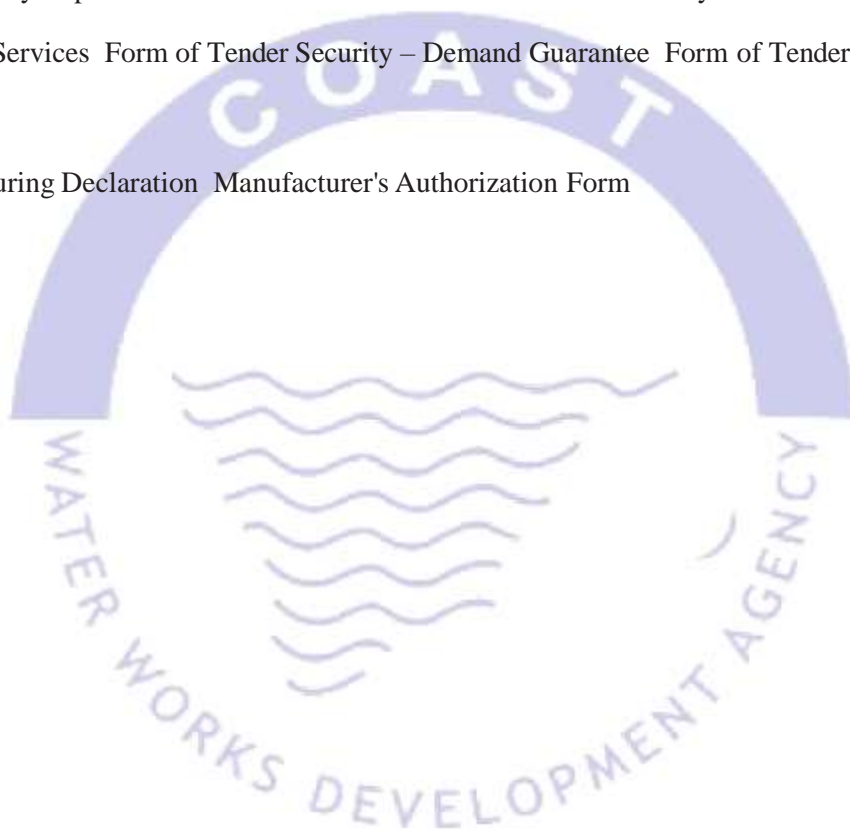 Services Form of Tender Security – Demand Guarantee Form of Tender
COAST
uring Declaration Manufacturer's Authorization Form
WATER WORKS DEVELOPMENT AGENCY